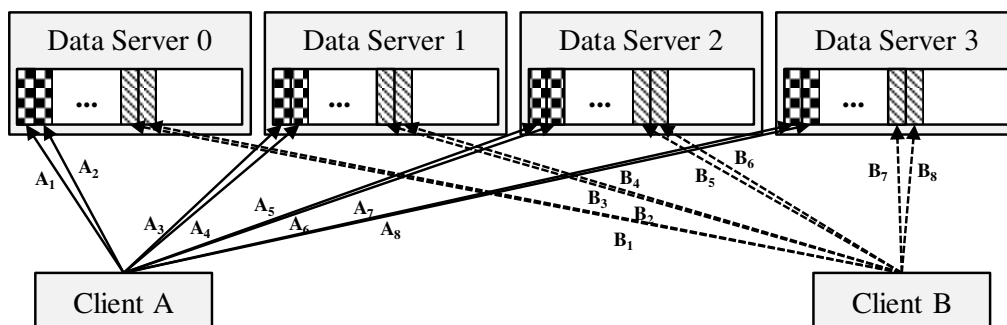 Data Server 0
Data Server 1
Data Server 2
Data Server 3
...
...
...
...
A1
A2
A3
A4
A5
A6
A7
A8
B1
B2
B3
B4
B5
B6
B7
B8
Client A
Client B